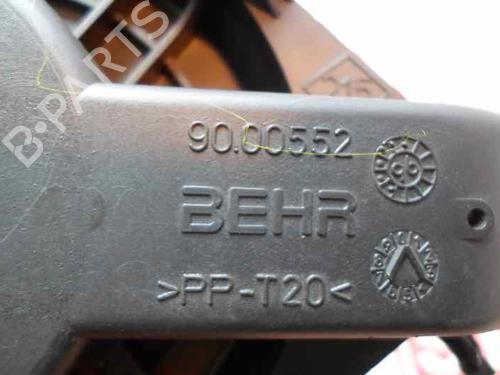 B-PARTS
90.00552
BEHR
>PP-T20<